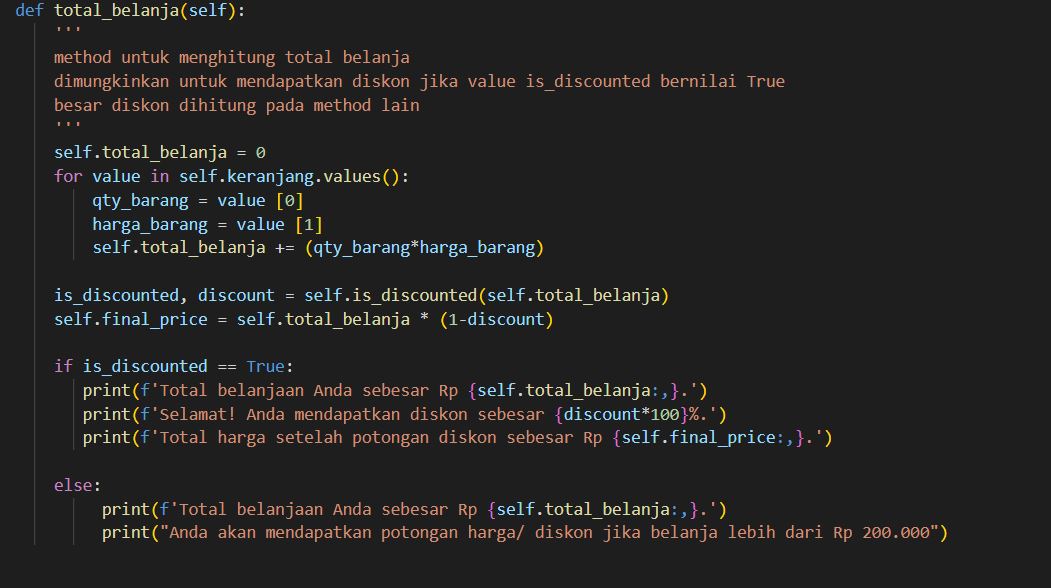 def total_belanja(self):
    '''
    method untuk menghitung total belanja
    dimungkinkan untuk mendapatkan diskon jika value is_discounted bernilai True
    besar diskon dihitung pada method lain
    '''
    self.total_belanja = 0
    for value in self.keranjang.values():
        qty_barang = value [0]
        harga_barang = value [1]
        self.total_belanja += (qty_barang*harga_barang)

    is_discounted, discount = self.is_discounted(self.total_belanja)
    self.final_price = self.total_belanja * (1-discount)

    if is_discounted == True:
       print(f'Total belanjaan Anda sebesar Rp {self.total_belanja:,}.')
       print(f'Selamat! Anda mendapatkan diskon sebesar {discount*100}%.')
       print(f'Total harga setelah potongan diskon sebesar Rp {self.final_price:,}.')

    else:
         print(f'Total belanjaan Anda sebesar Rp {self.total_belanja:,}.')
         print("Anda akan mendapatkan potongan harga/ diskon jika belanja lebih dari Rp 200.000")